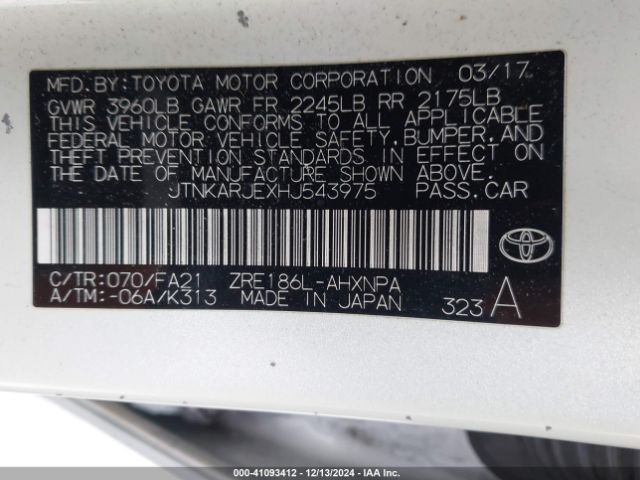 MFD. BY: TOYOTA MOTOR CORPORATION 03/17
GVWR 3960LB GAWR FR 2245LB RR 2175LB
THIS VEHICLE CONFORMS TO ALL APPLICABLE
FEDERAL MOTOR VEHICLE SAFETY, BUMPER, AND
THEFT PREVENTION STANDARDS IN EFFECT ON
THE DATE OF MANUFACTURE SHOWN ABOVE.
JTNKARJEXHJ543975 PASS. CAR
C/TR: 070/FA21 ZRE186L-AHXNPA
A/TM: -06A/K313 MADE IN JAPAN 323 A
TOYOTA
000-41093412 - 12/13/2024 - IAA Inc.